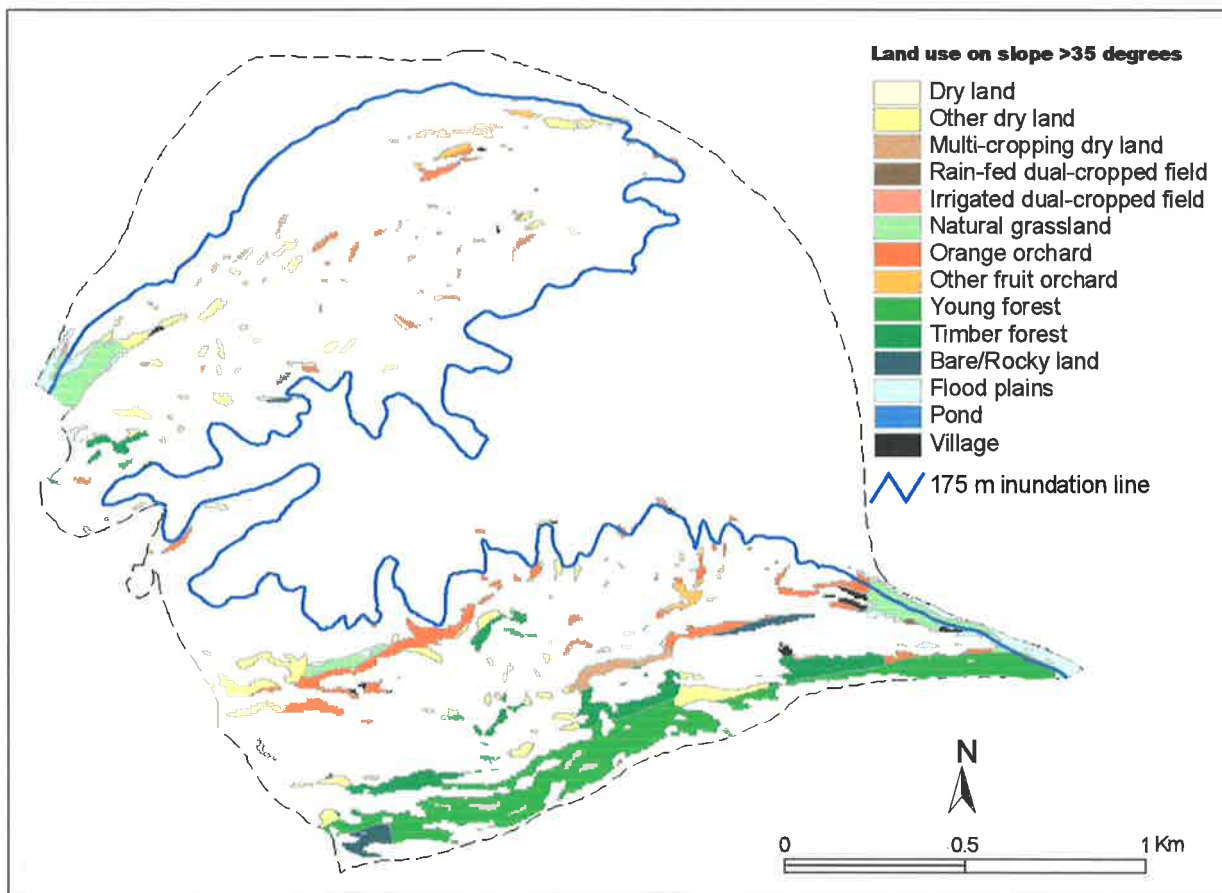 Land use on slope >35 degrees
Dry land
Other dry land
Multi-cropping dry land
Rain-fed dual-cropped field
Irrigated dual-cropped field
Natural grassland
Orange orchard
Other fruit orchard
Young forest
Timber forest
Bare/Rocky land
Flood plains
Pond
Village
175 m inundation line
N
0 0.5 1 Km